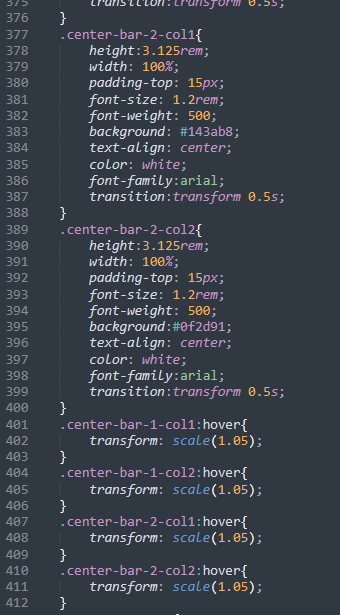 375 transition:transform 0.5s;
376 }
377 .center-bar-2-col1{
378 height:3.125rem;
379 width: 100%;
380 padding-top: 15px;
381 font-size: 1.2rem;
382 font-weight: 500;
383 background: #143ab8;
384 text-align: center;
385 color: white;
386 font-family:arial;
387 transition:transform 0.5s;
388 }
389 .center-bar-2-col2{
390 height:3.125rem;
391 width: 100%;
392 padding-top: 15px;
393 font-size: 1.2rem;
394 font-weight: 500;
395 background:#0f2d91;
396 text-align: center;
397 color: white;
398 font-family:arial;
399 transition:transform 0.5s;
400 }
401 .center-bar-1-col1:hover{
402 transform: scale(1.05);
403 }
404 .center-bar-1-col2:hover{
405 transform: scale(1.05);
406 }
407 .center-bar-2-col1:hover{
408 transform: scale(1.05);
409 }
410 .center-bar-2-col2:hover{
411 transform: scale(1.05);
412 }